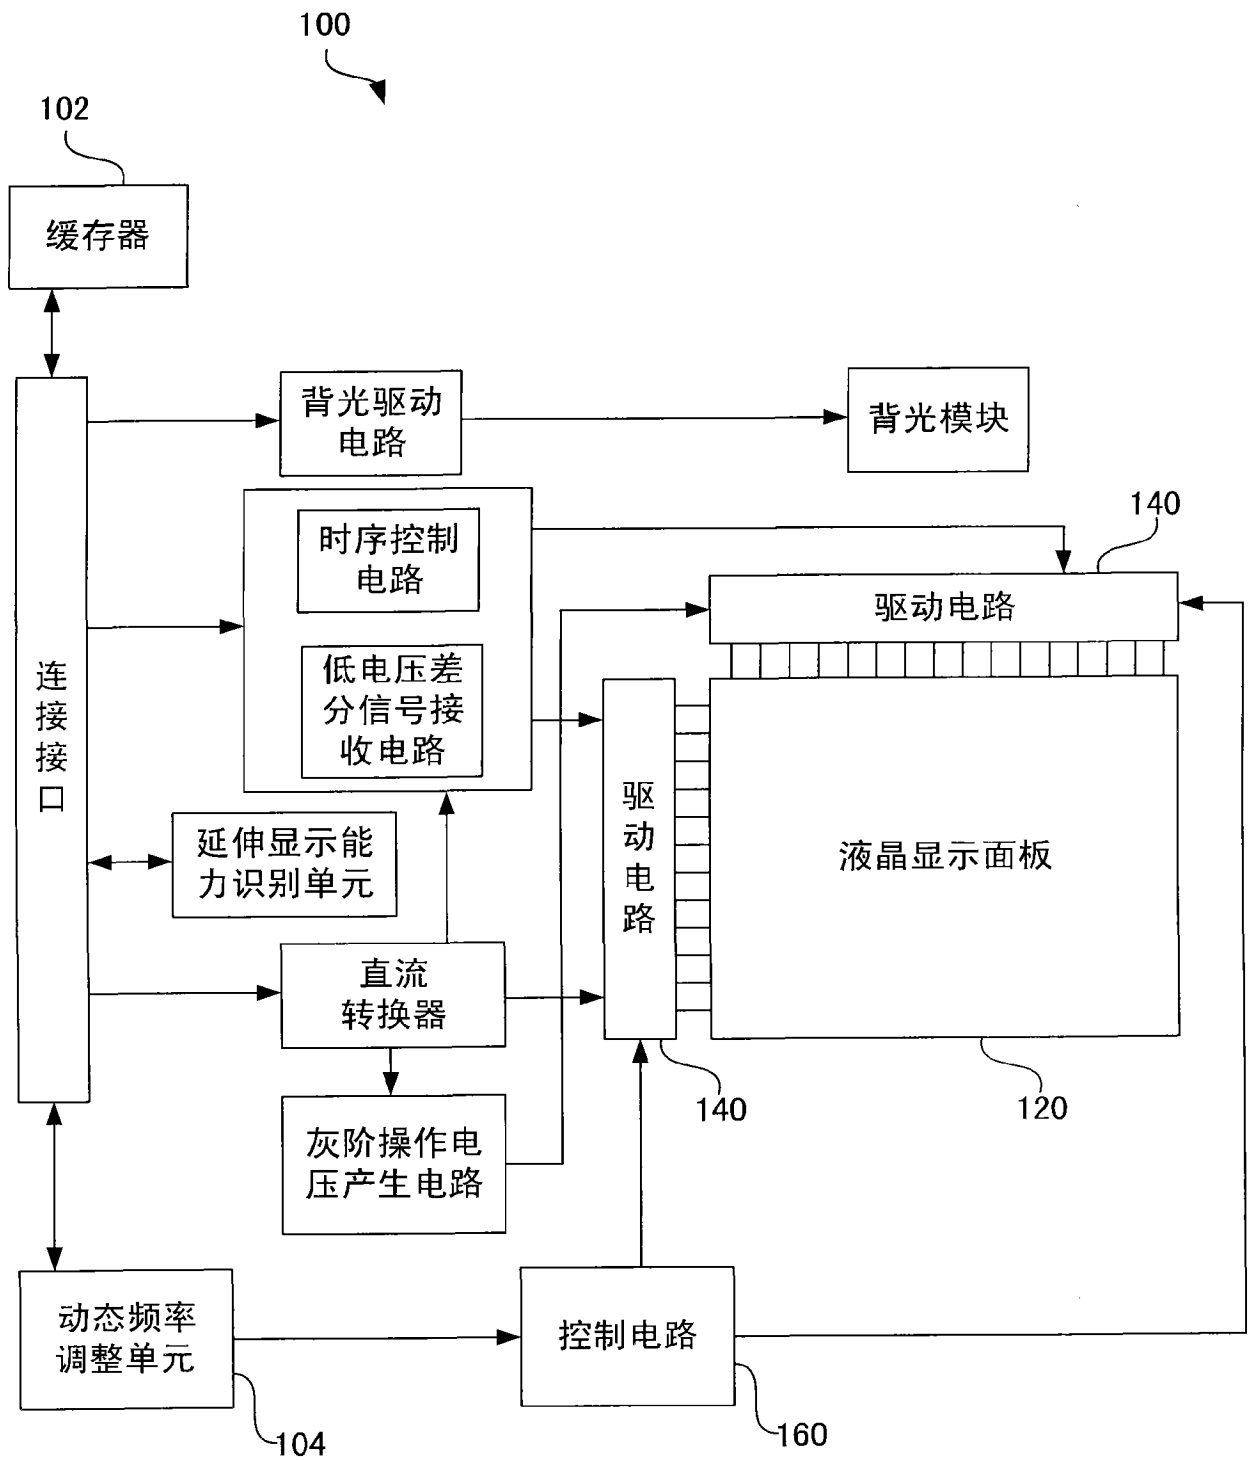 100
102
缓存器
背光驱动
电路
背光模块
时序控制
电路
140
驱动电路
连
接
接
口
低电压差
分信号接
收电路
驱
动
电
路
液晶显示面板
延伸显示能
力识别单元
直流
转换器
140
120
灰阶操作电
压产生电路
动态频率
调整单元
控制电路
104
160